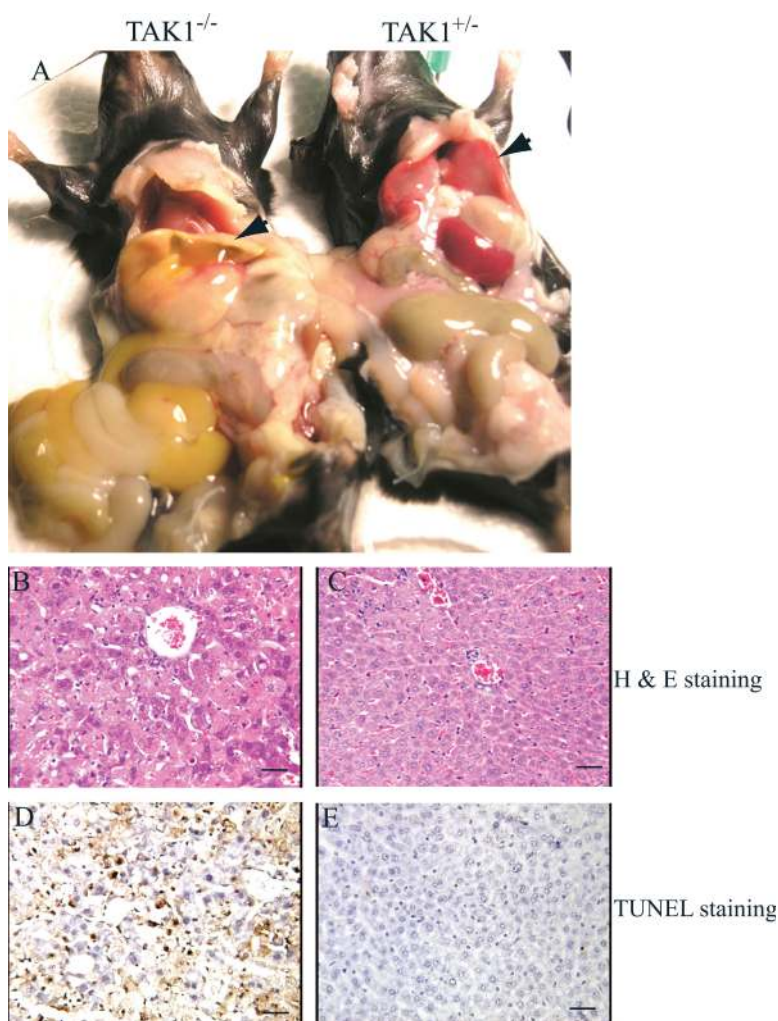 TAK1-/- TAK1+/-
A
B C
H & E staining
D E
TUNEL staining